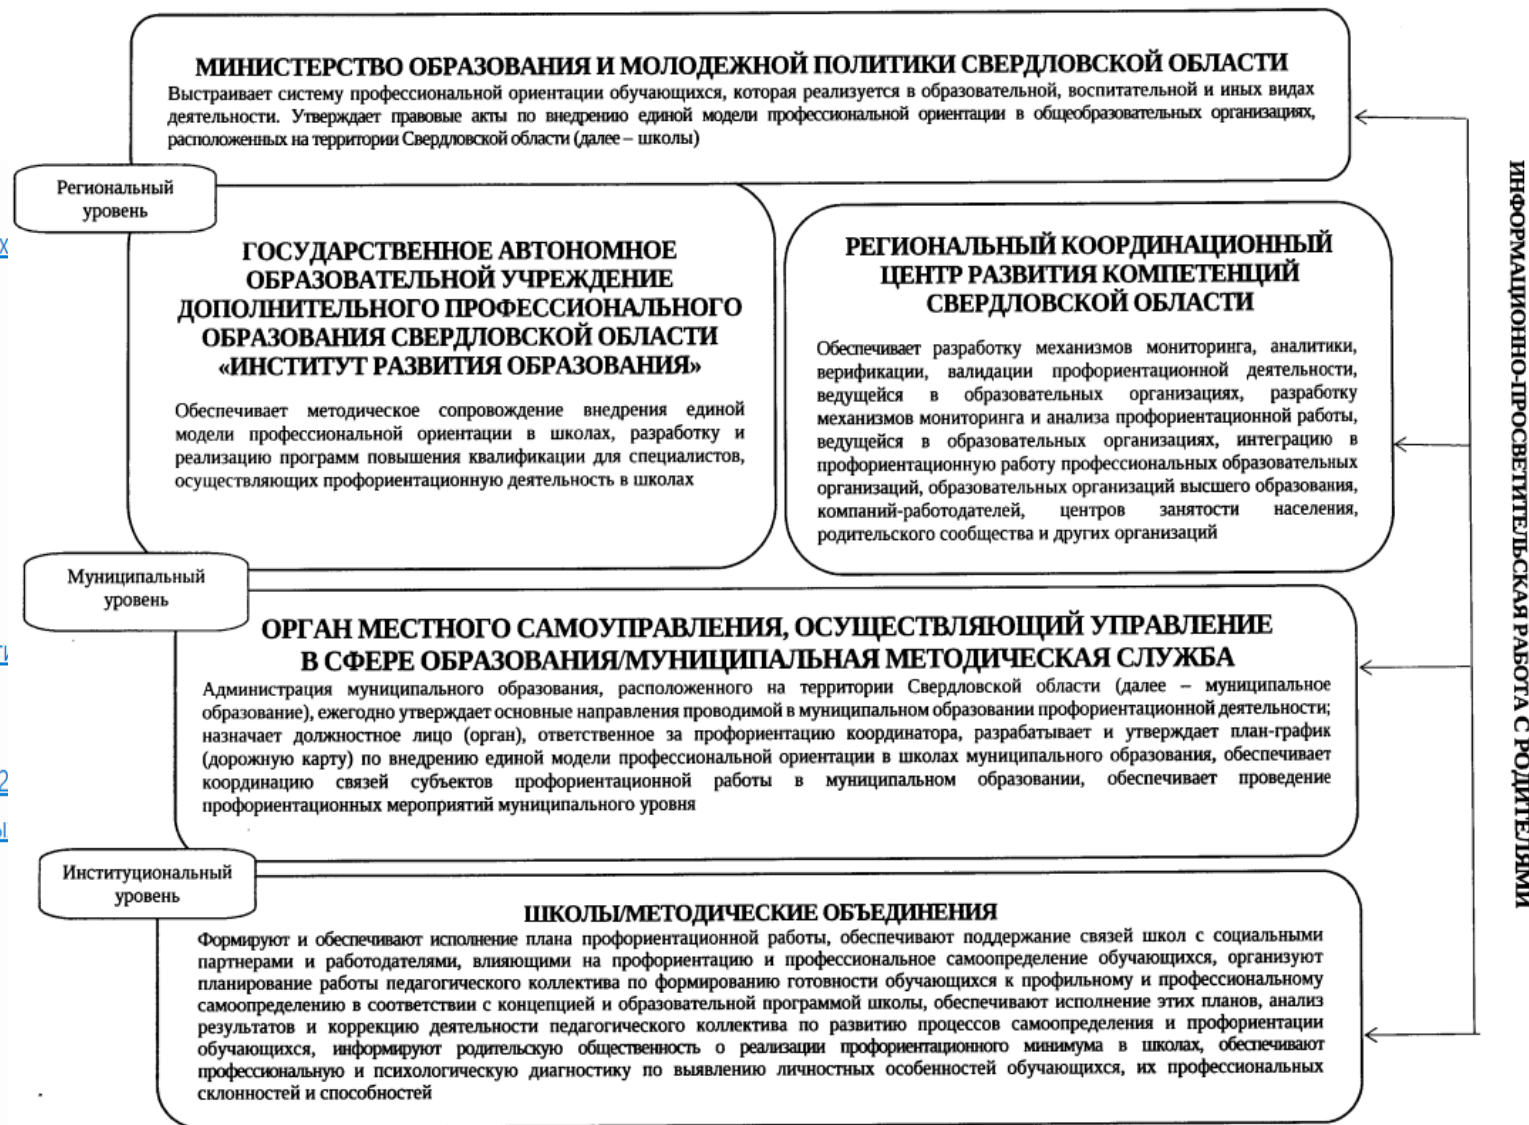 МИНИСТЕРСТВО ОБРАЗОВАНИЯ И МОЛОДЕЖНОЙ ПОЛИТИКИ СВЕРДЛОВСКОЙ ОБЛАСТИ
Выстраивает систему профессиональной ориентации обучающихся, которая реализуется в образовательной, воспитательной и иных видах
деятельности. Утверждает правовые акты по внедрению единой модели профессиональной ориентации в общеобразовательных организациях,
расположенных на территории Свердловской области (далее – школы)
Региональный
уровень
ГОСУДАРСТВЕННОЕ АВТОНОМНОЕ
ОБРАЗОВАТЕЛЬНОЙ УЧРЕЖДЕНИЕ
ДОПОЛНИТЕЛЬНОГО ПРОФЕССИОНАЛЬНОГО
ОБРАЗОВАНИЯ СВЕРДЛОВСКОЙ ОБЛАСТИ
«ИНСТИТУТ РАЗВИТИЯ ОБРАЗОВАНИЯ»
Обеспечивает методическое сопровождение внедрения единой
модели профессиональной ориентации в школах, разработку и
реализацию программ повышения квалификации для специалистов,
осуществляющих профориентационную деятельность в школах
РЕГИОНАЛЬНЫЙ КООРДИНАЦИОННЫЙ
ЦЕНТР РАЗВИТИЯ КОМПЕТЕНЦИЙ
СВЕРДЛОВСКОЙ ОБЛАСТИ
Обеспечивает разработку механизмов мониторинга, аналитики,
верификации, валидации профориентационной деятельности,
ведущейся в образовательных организациях, разработку
механизмов мониторинга и анализа профориентационной работы,
ведущейся в образовательных организациях, интеграцию в
профориентационную работу профессиональных образовательных
организаций, образовательных организаций высшего образования,
компаний-работодателей, центров занятости населения,
родительского сообщества и других организаций
Муниципальный
уровень
ОРГАН МЕСТНОГО САМОУПРАВЛЕНИЯ, ОСУЩЕСТВЛЯЮЩИЙ УПРАВЛЕНИЕ
В СФЕРЕ ОБРАЗОВАНИЯ/МУНИЦИПАЛЬНАЯ МЕТОДИЧЕСКАЯ СЛУЖБА
Администрация муниципального образования, расположенного на территории Свердловской области (далее – муниципальное
образование), ежегодно утверждает основные направления проводимой в муниципальном образовании профориентационной деятельности;
назначает должностное лицо (орган), ответственное за профориентацию координатора, разрабатывает и утверждает план-график
(дорожную карту) по внедрению единой модели профессиональной ориентации в школах муниципального образования, обеспечивает
координацию связей субъектов профориентационной работы в муниципальном образовании, обеспечивает проведение
профориентационных мероприятий муниципального уровня
Институциональный
уровень
ШКОЛЫ/МЕТОДИЧЕСКИЕ ОБЪЕДИНЕНИЯ
Формируют и обеспечивают исполнение плана профориентационной работы, обеспечивают поддержание связей школ с социальными
партнерами и работодателями, влияющими на профориентацию и профессиональное самоопределение обучающихся, организуют
планирование работы педагогического коллектива по формированию готовности обучающихся к профильному и профессиональному
самоопределению в соответствии с концепцией и образовательной программой школы, обеспечивают исполнение этих планов, анализ
результатов и коррекцию деятельности педагогического коллектива по развитию процессов самоопределения и профориентации
обучающихся, информируют родительскую общественность о реализации профориентационного минимума в школах, обеспечивают
профессиональную и психологическую диагностику по выявлению личностных особенностей обучающихся, их профессиональных
склонностей и способностей
ИНФОРМАЦИОННО-ПРОСВЕТИТЕЛЬСКАЯ РАБОТА С РОДИТЕЛЯМИ